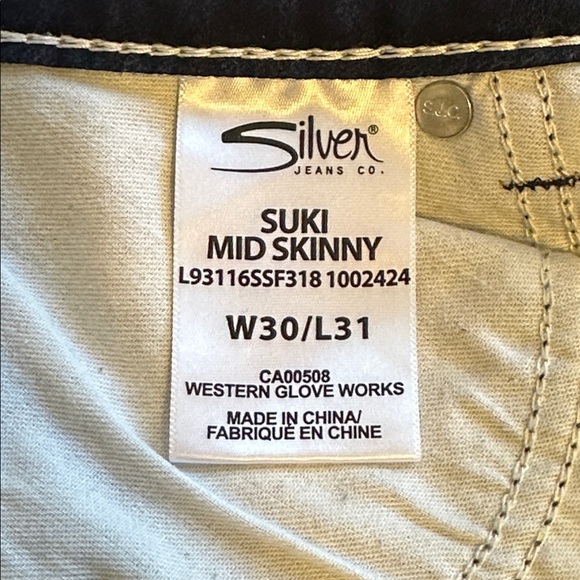 Silver®
JEANS CO.
S.J.C.
SUKI
MID SKINNY
L93116SSF318 1002424
W30/L31
CA00508
WESTERN GLOVE WORKS
MADE IN CHINA/
FABRIQUÉ EN CHINE